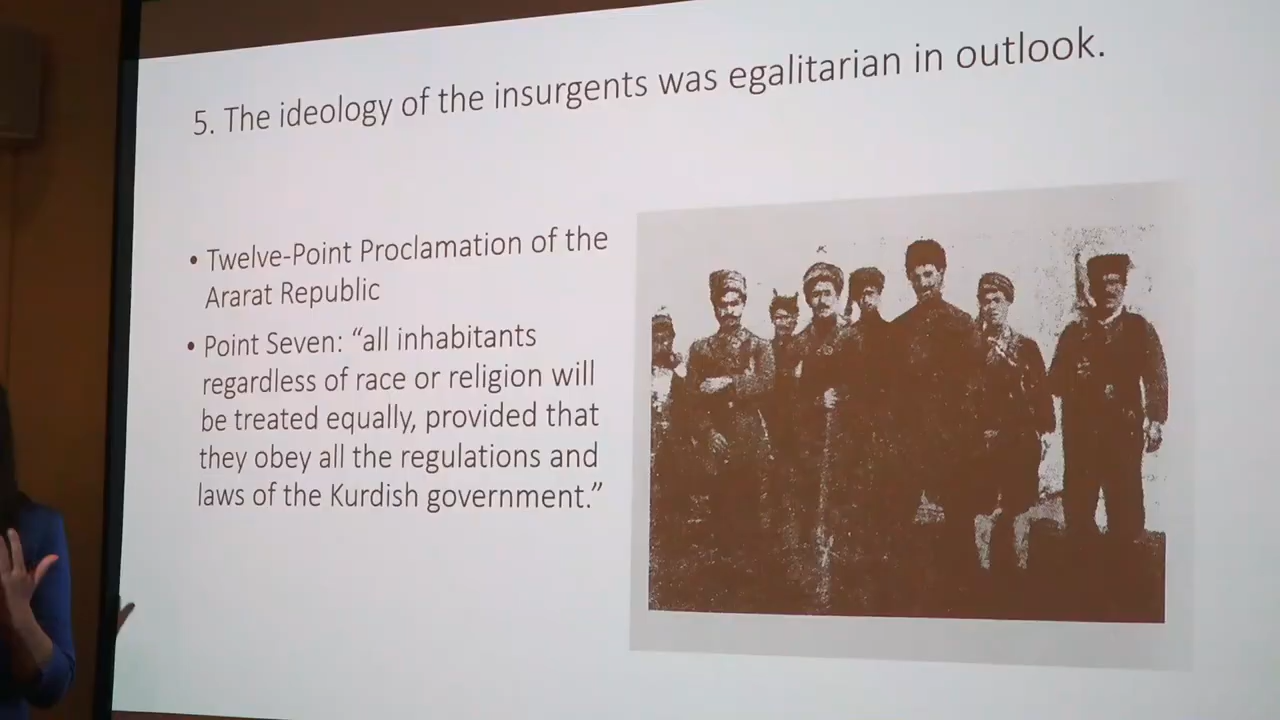 5. The ideology of the insurgents was egalitarian in outlook.
• Twelve-Point Proclamation of the
Ararat Republic
• Point Seven: “all inhabitants
regardless of race or religion will
be treated equally, provided that
they obey all the regulations and
laws of the Kurdish government.”